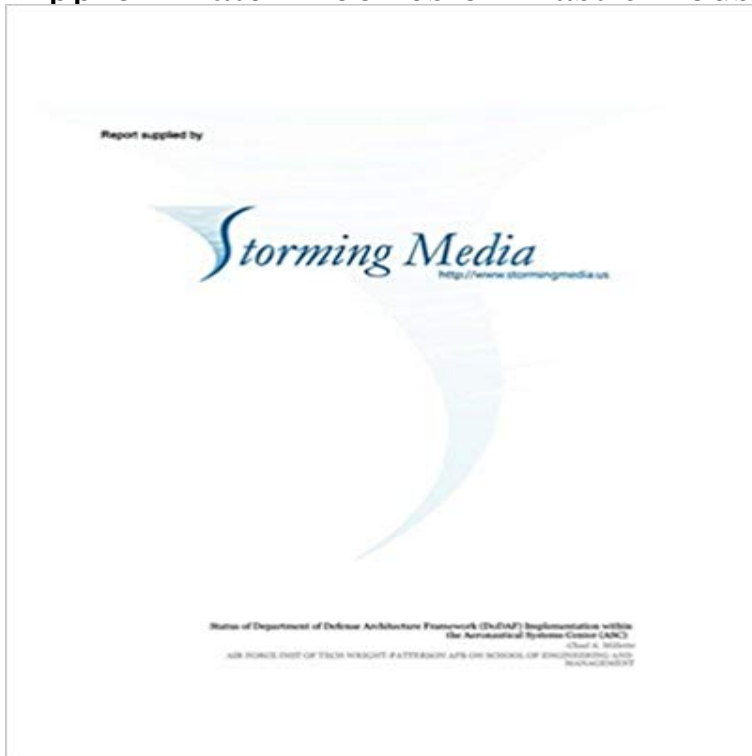 Report supplied by
Storming Media
http://www.stormingmedia.us
Status of Department of Defense Architecture Framework (DoDAF) Implementation within
the Aeronautical Systems Center (ASC)
Chad A. Millette
AIR FORCE INST OF TECH WRIGHT-PATTERSON AFB OH SCHOOL OF ENGINEERING AND
MANAGEMENT